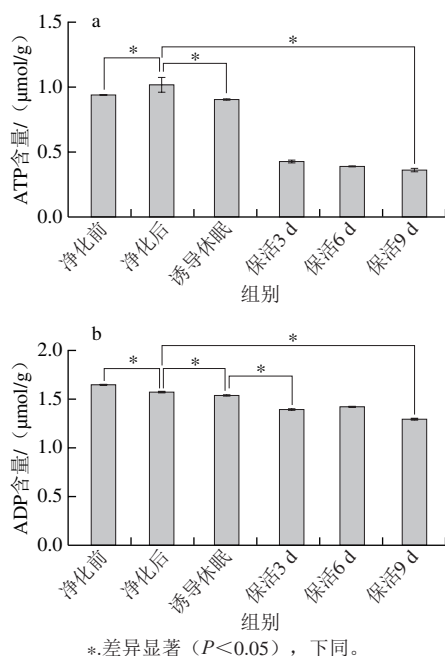 a
ATP含量/（μmol/g）
1.5
1.0
0.5
0.0
* * *
净化前 净化后 诱导休眠 保活3 d 保活6 d 保活9 d
组别
b
ADP含量/（μmol/g）
2.0
1.5
1.0
0.5
0.0
* * * *
净化前 净化后 诱导休眠 保活3 d 保活6 d 保活9 d
组别
*.差异显著（P＜0.05），下同。